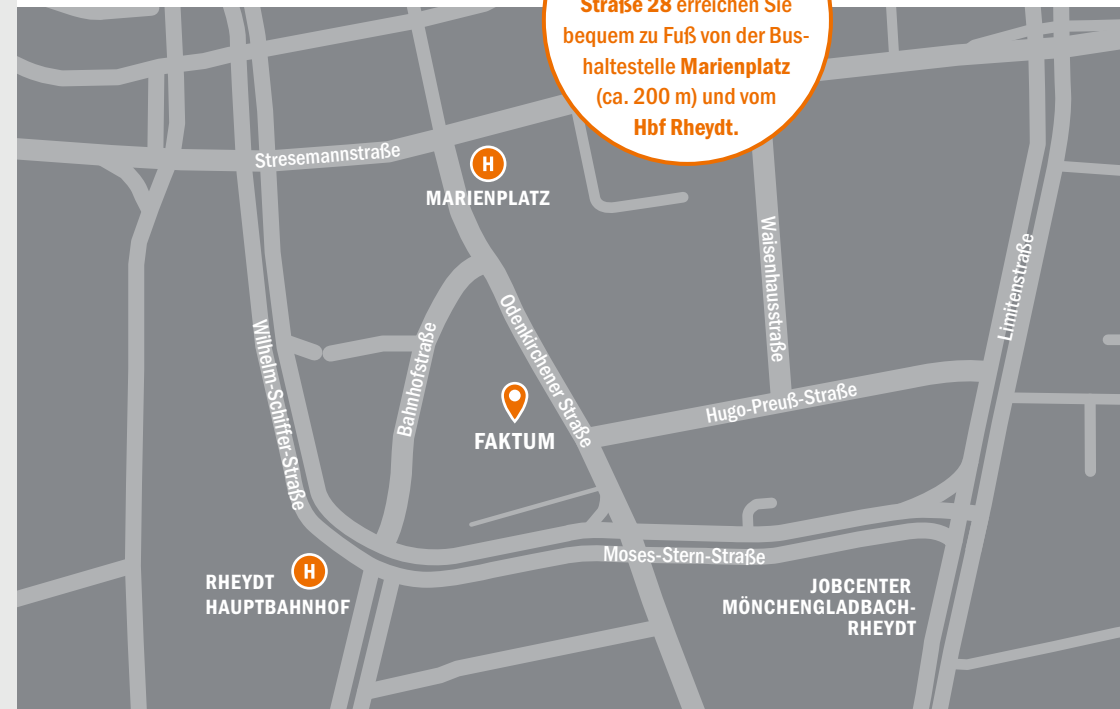 Straße 28 erreichen Sie
bequem zu Fuß von der Bus-
haltestelle Marienplatz
(ca. 200 m) und vom
Hbf Rheydt.
Stresemannstraße
H
MARIENPLATZ
Waisenhausstraße
Limitenstraße
Odenkirchener Straße
Wilhelm-Schiffer-Straße
Bahnhofstraße
Hugo-Preuß-Straße
FAKTUM
Moses-Stern-Straße
H
RHEYDT
HAUPTBAHNHOF
JOBCENTER
MÖNCHENGLADBACH-
RHEYDT